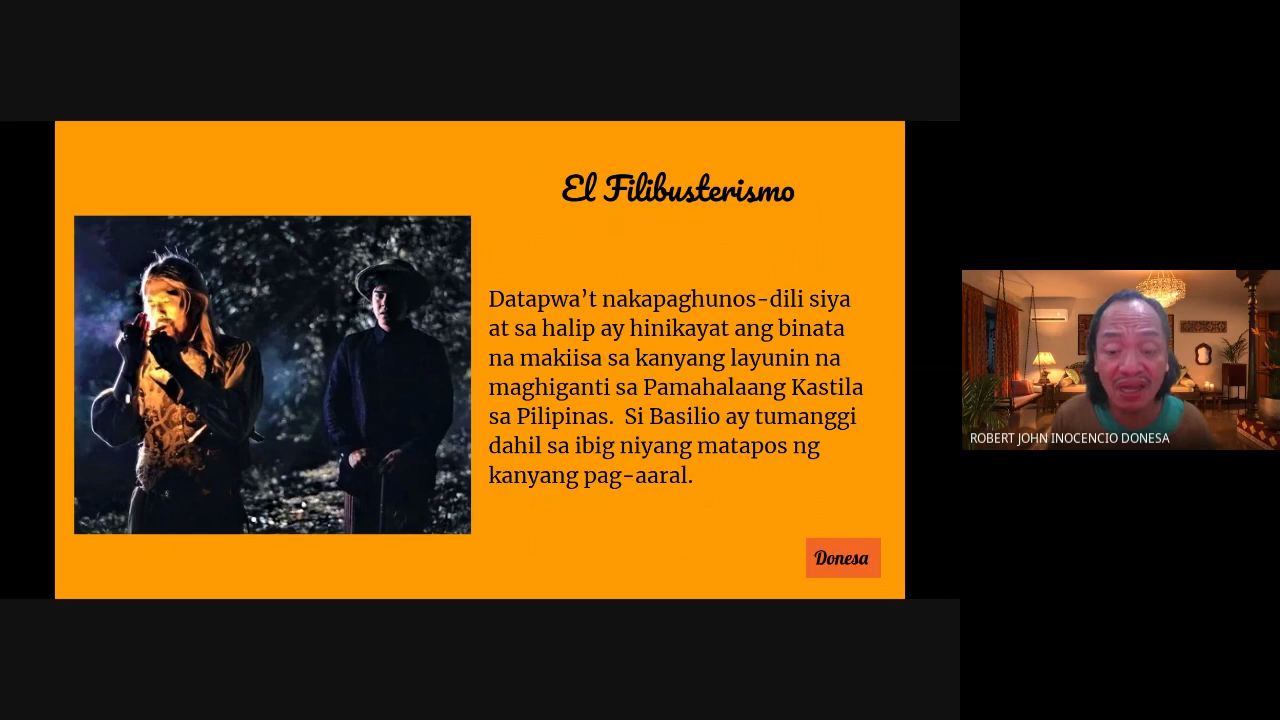 El Filibusterismo
Datapwa’t nakapaghunos-dili siya
at sa halip ay hinikayat ang binata
na makiisa sa kanyang layunin na
maghiganti sa Pamahalaang Kastila
sa Pilipinas.  Si Basilio ay tumanggi
dahil sa ibig niyang matapos ng
kanyang pag-aaral.
Donesa
ROBERT JOHN INOCENCIO DONESA